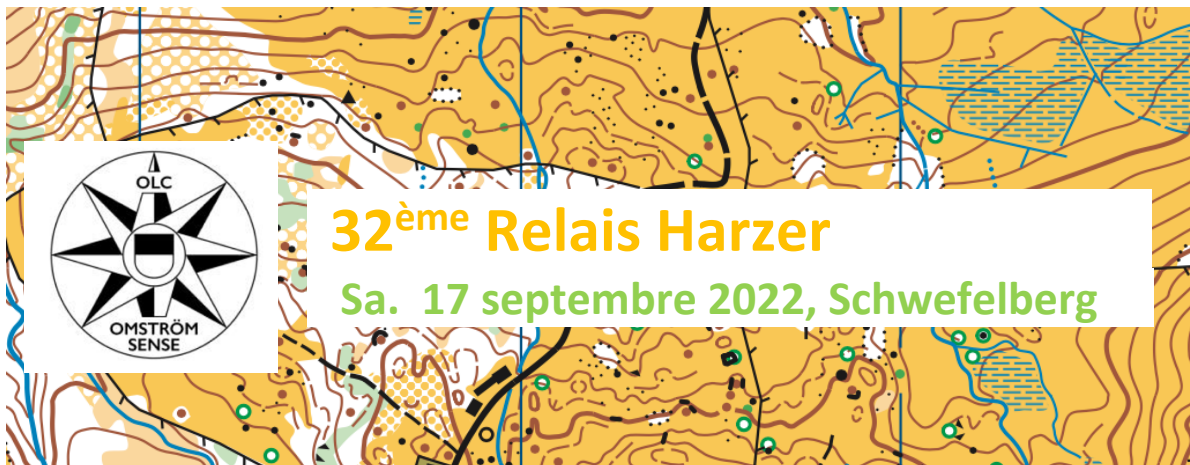 OLC
OMSTRÖM
SENSE
32ème Relais Harzer
Sa. 17 septembre 2022, Schwefelberg